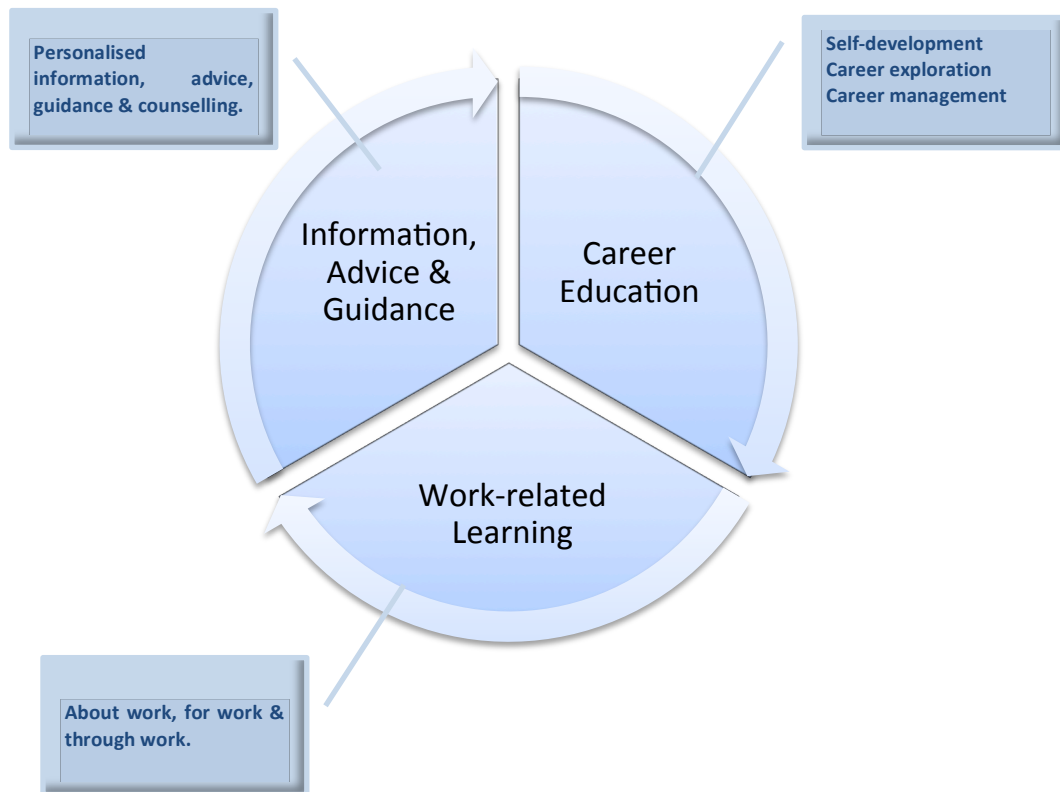 Personalised
information, advice,
guidance & counselling.
Self-development
Career exploration
Career management
Information,
Advice &
Guidance
Career
Education
Work-related
Learning
About work, for work &
through work.